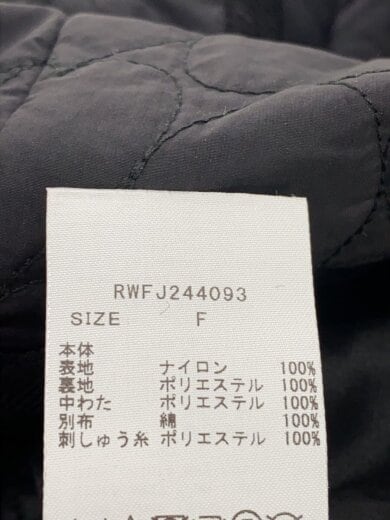 RWFJ244093
SIZE F
本体
表地 ナイロン 100%
裏地 ポリエステル 100%
中わた ポリエステル 100%
別布 綿 100%
刺しゅう糸 ポリエステル 100%